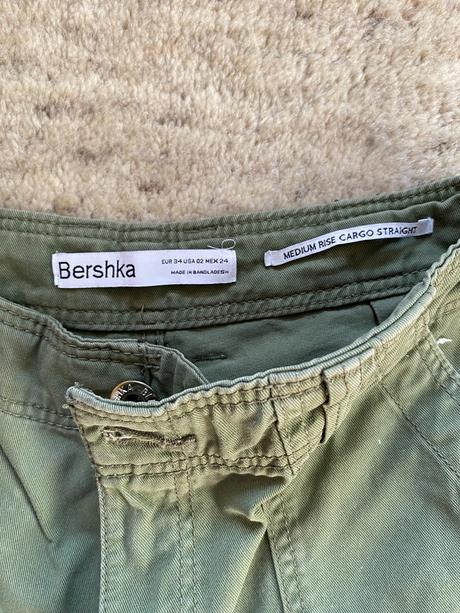 Bershka
EUR 34 USA 02 MEX 24
MADE IN BANGLADESH
MEDIUM RISE CARGO STRAIGHT